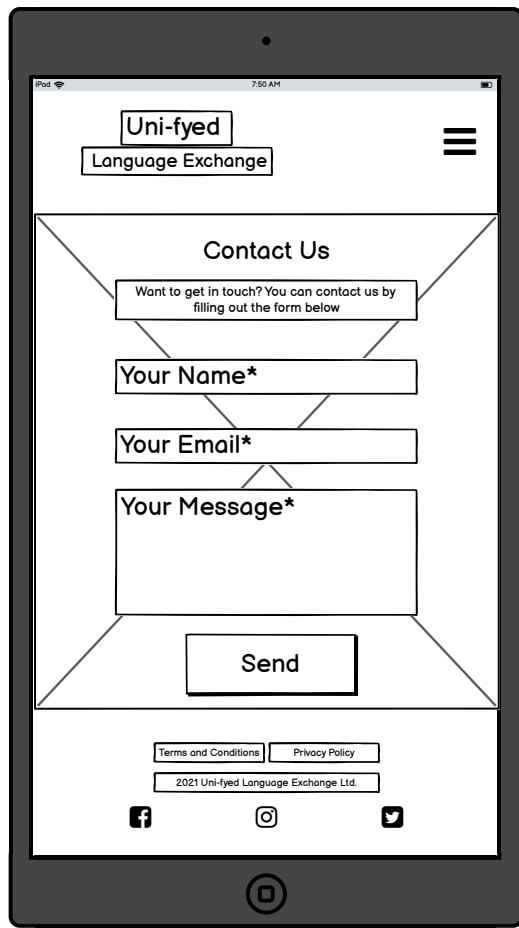 iPad 7:50 AM
Uni-fyed
Language Exchange
Contact Us
Want to get in touch? You can contact us by
filling out the form below
Your Name*
Your Email*
Your Message*
Send
Terms and Conditions Privacy Policy
2021 Uni-fyed Language Exchange Ltd.